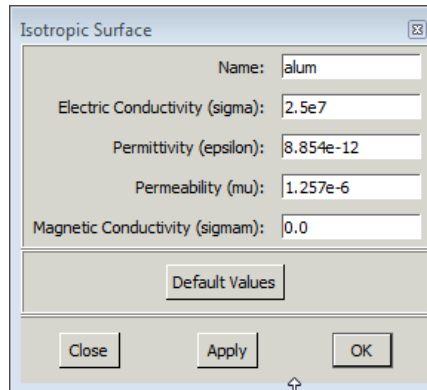 Isotropic Surface
Name: alum
Electric Conductivity (sigma): 2.5e7
Permittivity (epsilon): 8.854e-12
Permeability (mu): 1.257e-6
Magnetic Conductivity (sigmam): 0.0
Default Values
Close Apply OK